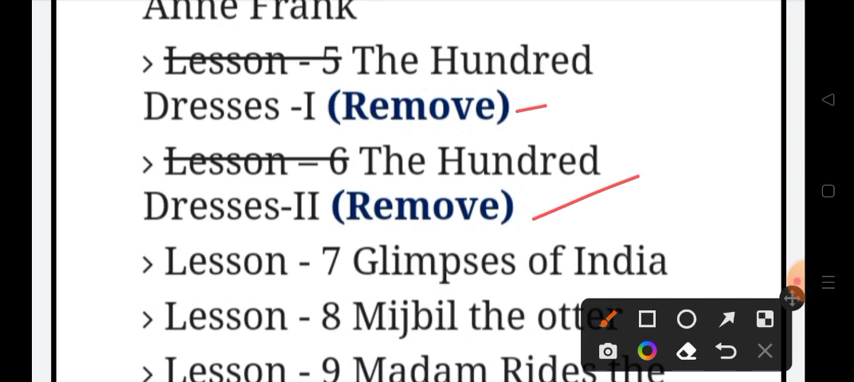 Anne Frank
› Lesson - 5 The Hundred
Dresses -I (Remove)
› Lesson – 6 The Hundred
Dresses-II (Remove)
› Lesson - 7 Glimpses of India
› Lesson - 8 Mijbil the otter
› Lesson - 9 Madam Rides the